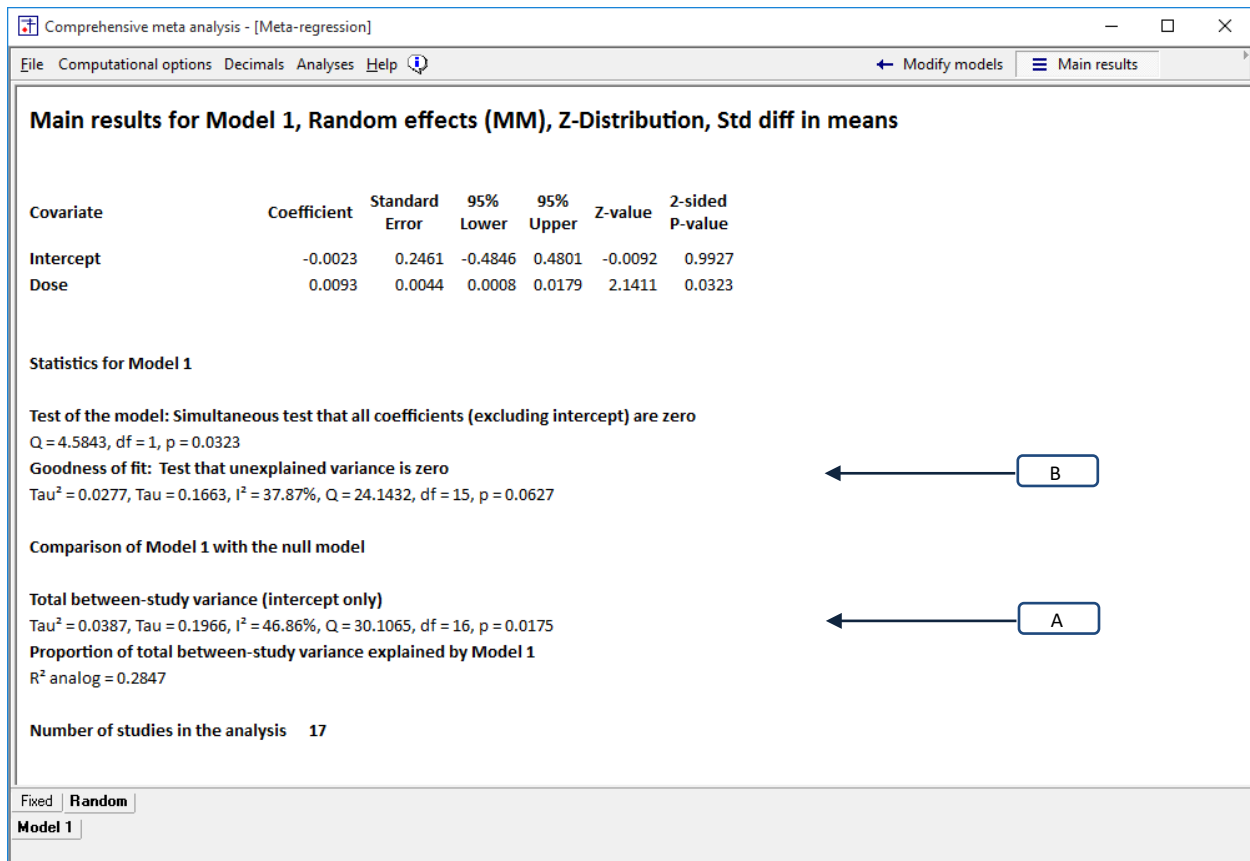 Comprehensive meta analysis - [Meta-regression]
File Computational options Decimals Analyses Help Modify models Main results
Main results for Model 1, Random effects (MM), Z-Distribution, Std diff in means
Covariate Coefficient Standard Error 95% Lower 95% Upper Z-value 2-sided P-value
Intercept -0.0023 0.2461 -0.4846 0.4801 -0.0092 0.9927
Dose 0.0093 0.0044 0.0008 0.0179 2.1411 0.0323
Statistics for Model 1
Test of the model: Simultaneous test that all coefficients (excluding intercept) are zero
Q = 4.5843, df = 1, p = 0.0323
Goodness of fit: Test that unexplained variance is zero
B
Tau² = 0.0277, Tau = 0.1663, I² = 37.87%, Q = 24.1432, df = 15, p = 0.0627
Comparison of Model 1 with the null model
Total between-study variance (intercept only)
Tau² = 0.0387, Tau = 0.1966, I² = 46.86%, Q = 30.1065, df = 16, p = 0.0175
A
Proportion of total between-study variance explained by Model 1
R² analog = 0.2847
Number of studies in the analysis 17
Fixed Random
Model 1